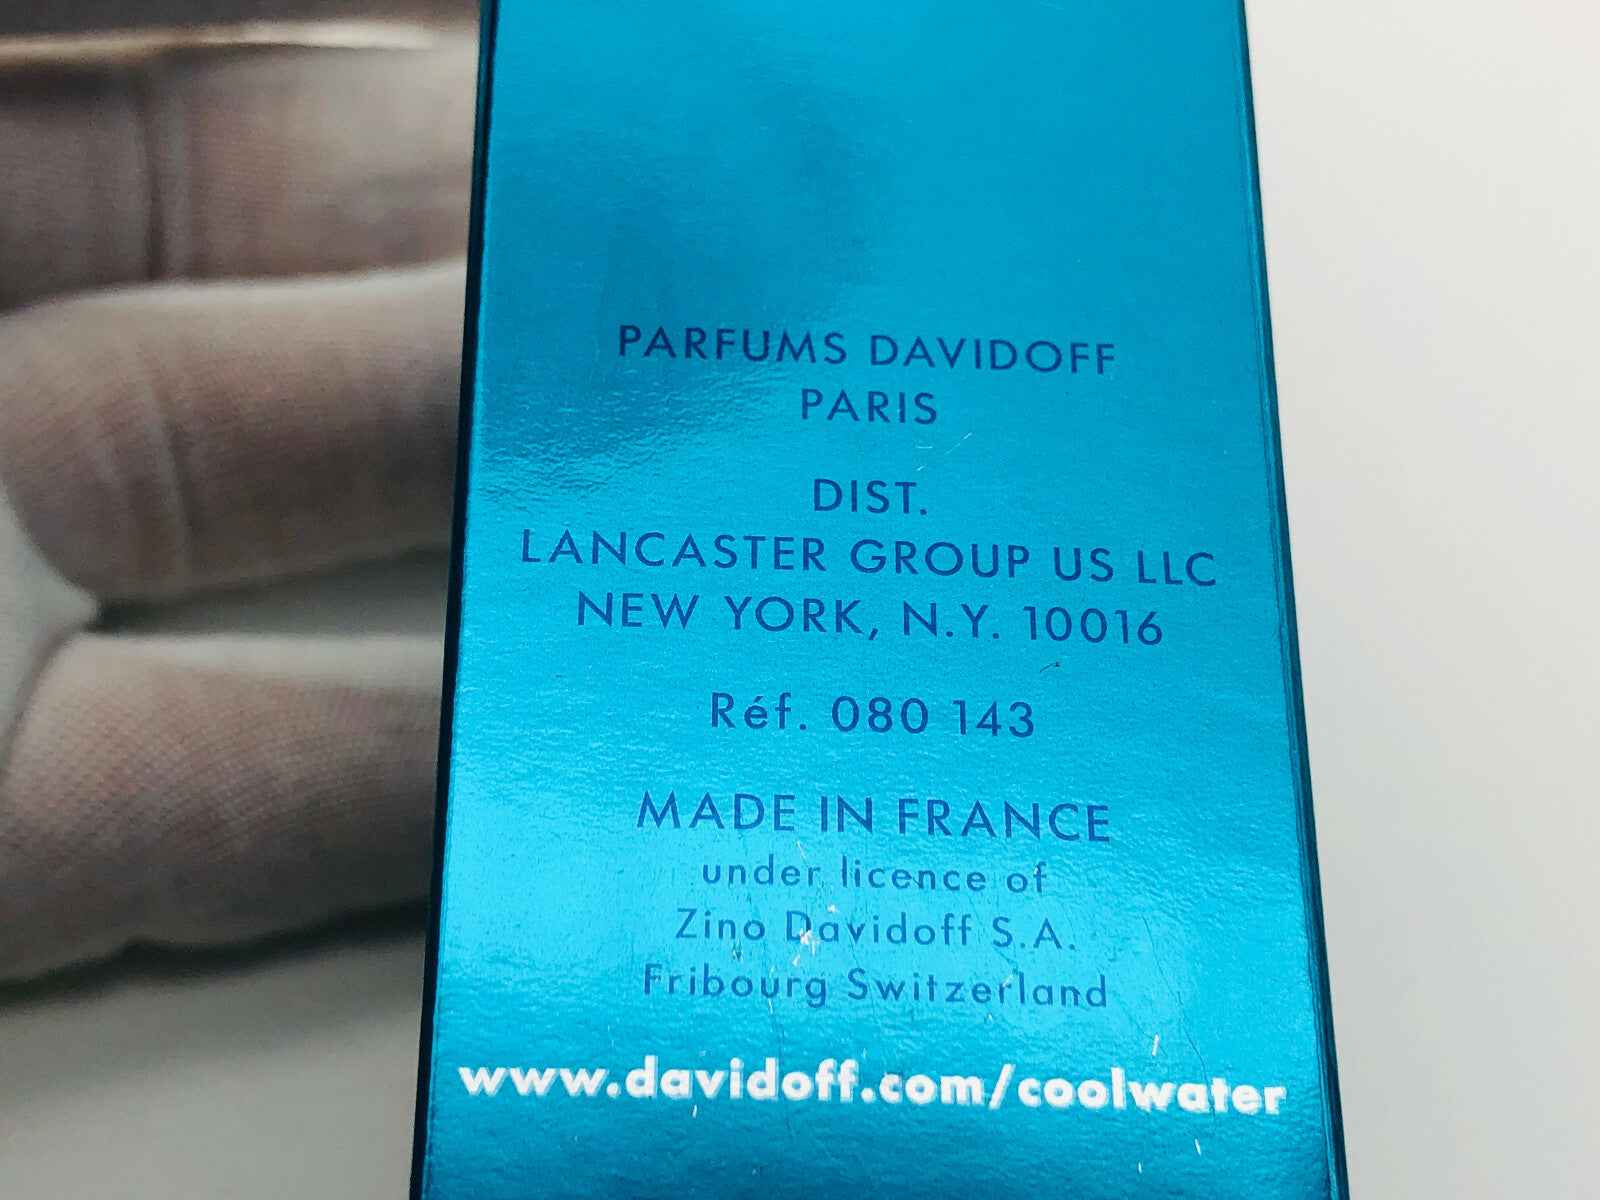 PARFUMS DAVIDOFF
PARIS
DIST.
LANCASTER GROUP US LLC
NEW YORK, N.Y. 10016
Réf. 080 143
MADE IN FRANCE
under licence of
Zino Davidoff S.A.
Fribourg Switzerland
www.davidoff.com/coolwater